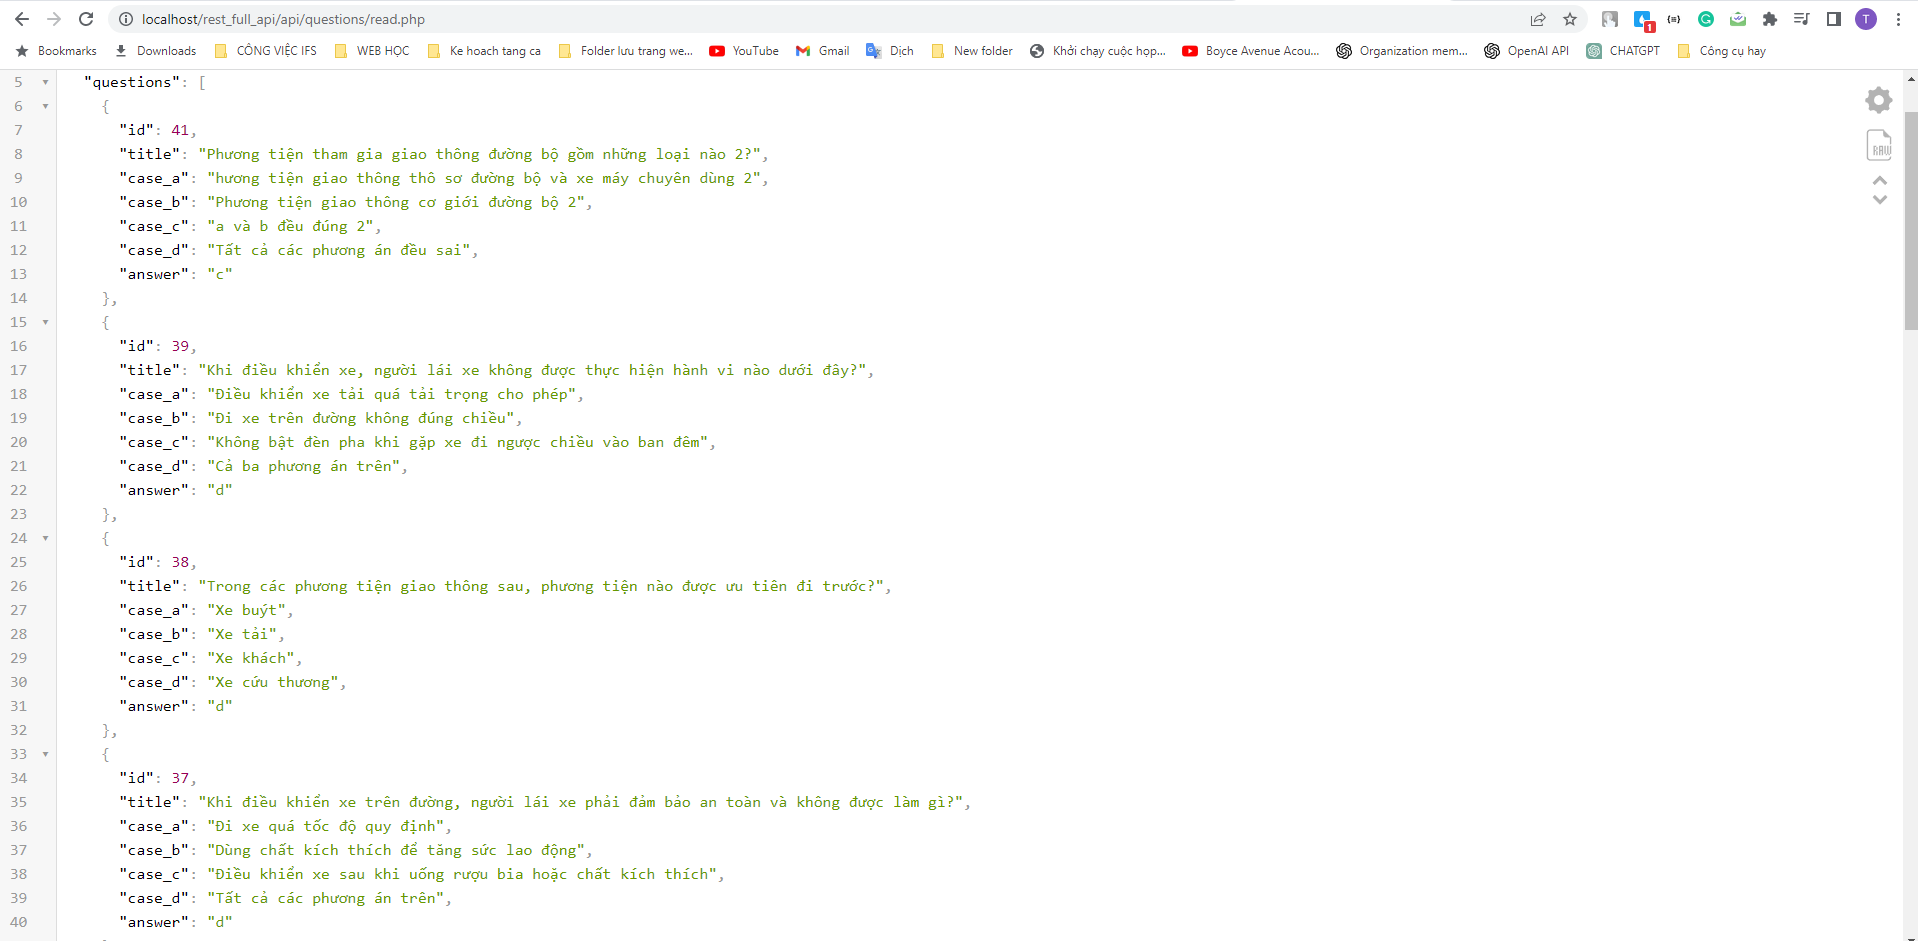 localhost/rest_full_api/api/questions/read.php
1
T
Bookmarks Downloads CÔNG VIỆC IFS WEB HỌC Ke hoach tang ca Folder lưu trang we... YouTube Gmail Dịch New folder Khởi chạy cuộc họp... Boyce Avenue Acou... Organization mem... OpenAI API CHATGPT Công cụ hay
RAW
5 "questions": [
6 {
7 "id": 41,
8 "title": "Phương tiện tham gia giao thông đường bộ gồm những loại nào 2?",
9 "case_a": "hương tiện giao thông thô sơ đường bộ và xe máy chuyên dùng 2",
10 "case_b": "Phương tiện giao thông cơ giới đường bộ 2",
11 "case_c": "a và b đều đúng 2",
12 "case_d": "Tất cả các phương án đều sai",
13 "answer": "c"
14 },
15 {
16 "id": 39,
17 "title": "Khi điều khiển xe, người lái xe không được thực hiện hành vi nào dưới đây?",
18 "case_a": "Điều khiển xe tải quá tải trọng cho phép",
19 "case_b": "Đi xe trên đường không đúng chiều",
20 "case_c": "Không bật đèn pha khi gặp xe đi ngược chiều vào ban đêm",
21 "case_d": "Cả ba phương án trên",
22 "answer": "d"
23 },
24 {
25 "id": 38,
26 "title": "Trong các phương tiện giao thông sau, phương tiện nào được ưu tiên đi trước?",
27 "case_a": "Xe buýt",
28 "case_b": "Xe tải",
29 "case_c": "Xe khách",
30 "case_d": "Xe cứu thương",
31 "answer": "d"
32 },
33 {
34 "id": 37,
35 "title": "Khi điều khiển xe trên đường, người lái xe phải đảm bảo an toàn và không được làm gì?",
36 "case_a": "Đi xe quá tốc độ quy định",
37 "case_b": "Dùng chất kích thích để tăng sức lao động",
38 "case_c": "Điều khiển xe sau khi uống rượu bia hoặc chất kích thích",
39 "case_d": "Tất cả các phương án trên",
40 "answer": "d"